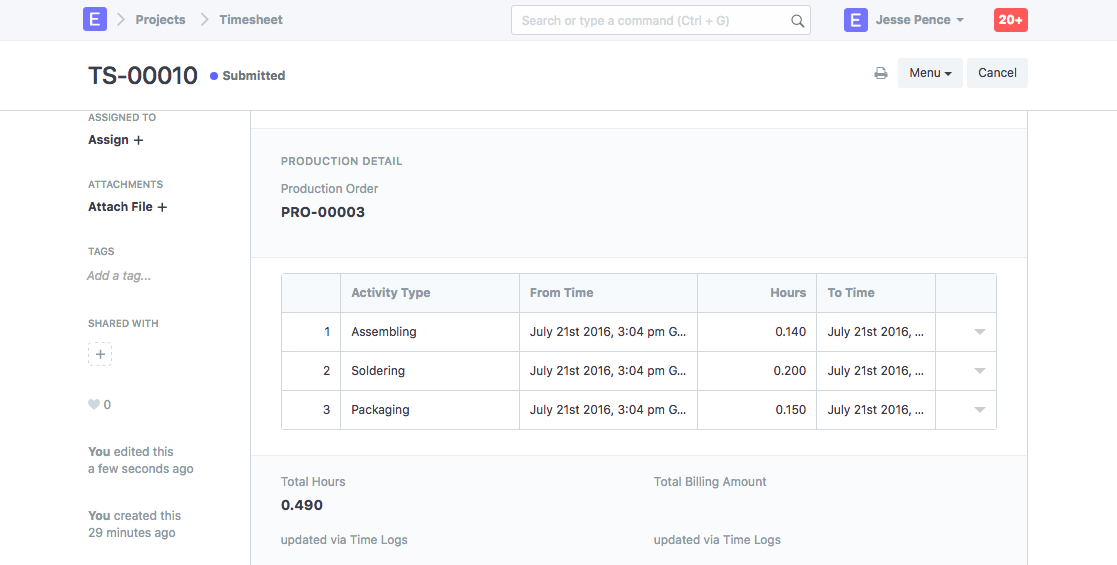 E Projects Timesheet Search or type a command (Ctrl + G) E Jesse Pence 20+
TS-00010 Submitted Menu Cancel
ASSIGNED TO
Assign +
ATTACHMENTS
Attach File +
TAGS
Add a tag...
SHARED WITH
+
0
You edited this
a few seconds ago
You created this
29 minutes ago
PRODUCTION DETAIL
Production Order
PRO-00003
Activity Type From Time Hours To Time
1 Assembling July 21st 2016, 3:04 pm G... 0.140 July 21st 2016, ...
2 Soldering July 21st 2016, 3:04 pm G... 0.200 July 21st 2016, ...
3 Packaging July 21st 2016, 3:04 pm G... 0.150 July 21st 2016, ...
Total Hours Total Billing Amount
0.490
updated via Time Logs updated via Time Logs